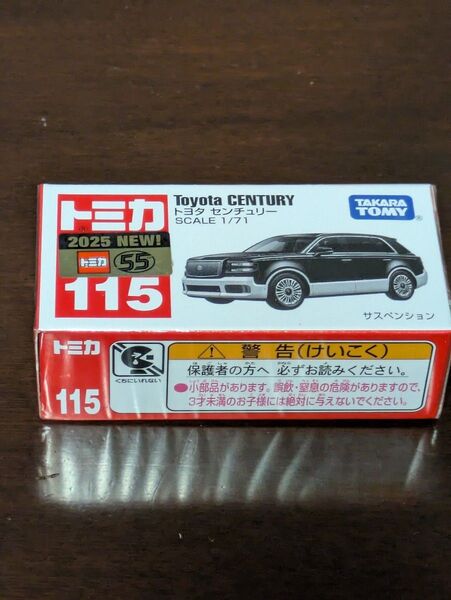 トミカ
2025 NEW!
トミカ 55
115
Toyota CENTURY
トヨタ センチュリー
SCALE 1/71
TAKARA
TOMY
サスペンション
トミカ
115
くちにいれない
警告(けいこく)
保護者の方へ 必ずお読みください。
●小部品があります。誤飲・窒息の危険がありますので、
3才未満のお子様には絶対に与えないでください。